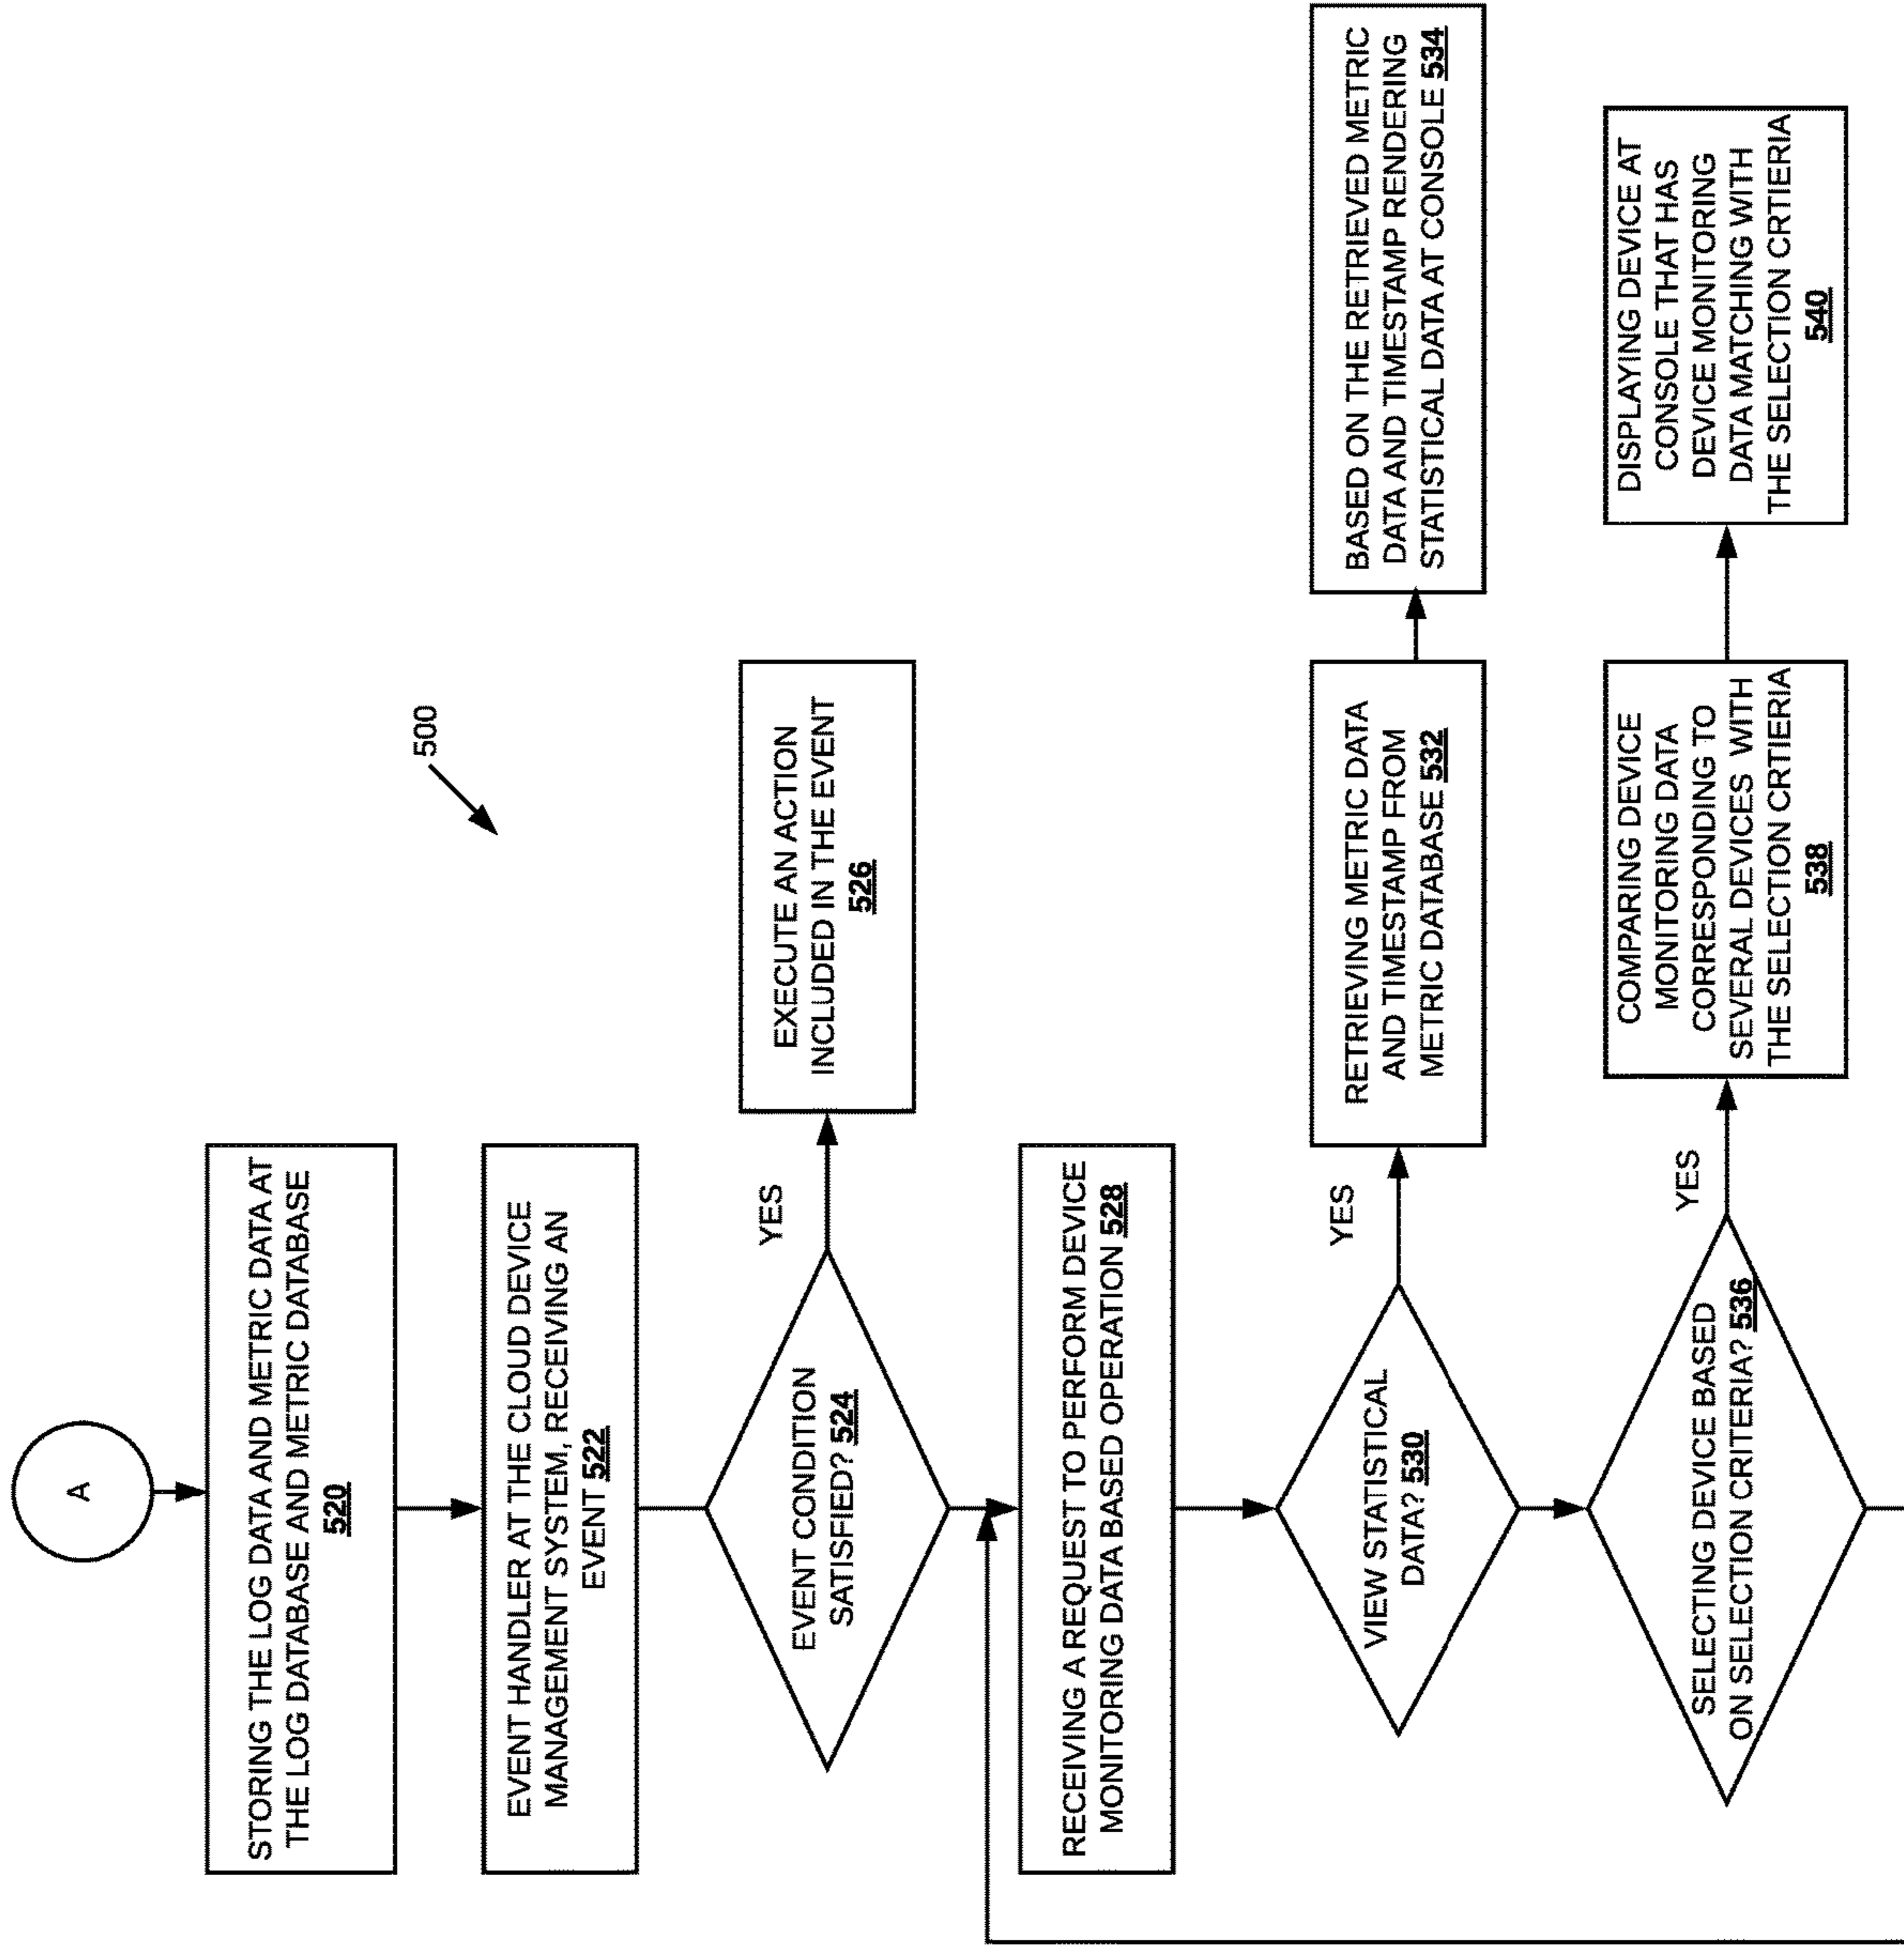 A
STORING THE LOG DATA AND METRIC DATA AT
THE LOG DATABASE AND METRIC DATABASE
520
500
EVENT HANDLER AT THE CLOUD DEVICE
MANAGEMENT SYSTEM, RECEIVING AN
EVENT 522
EVENT CONDITION
SATISFIED? 524
YES
EXECUTE AN ACTION
INCLUDED IN THE EVENT
526
RECEIVING A REQUEST TO PERFORM DEVICE
MONITORING DATA BASED OPERATION 528
VIEW STATISTICAL
DATA? 530
YES
RETRIEVING METRIC DATA
AND TIMESTAMP FROM
METRIC DATABASE 532
BASED ON THE RETRIEVED METRIC
DATA AND TIMESTAMP RENDERING
STATISTICAL DATA AT CONSOLE 534
SELECTING DEVICE BASED
ON SELECTION CRITERIA? 536
YES
COMPARING DEVICE
MONITORING DATA
CORRESPONDING TO
SEVERAL DEVICES WITH
THE SELECTION CRTIERIA
538
DISPLAYING DEVICE AT
CONSOLE THAT HAS
DEVICE MONITORING
DATA MATCHING WITH
THE SELECTION CRTIERIA
540